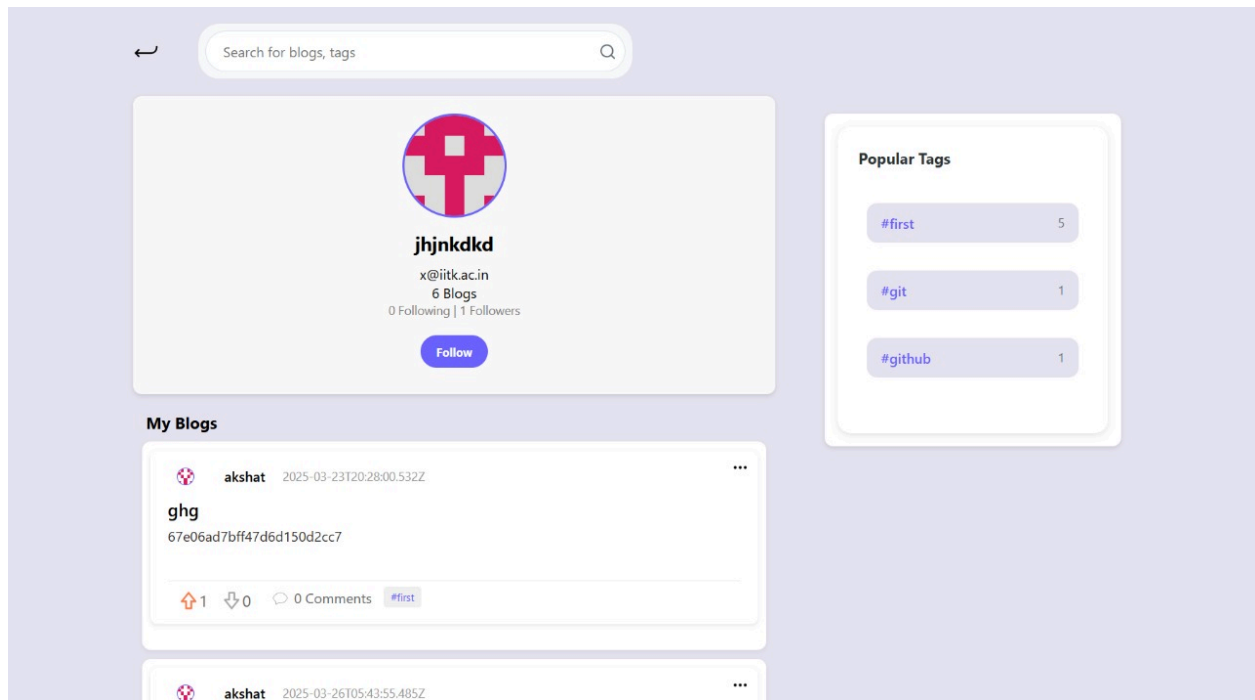 Search for blogs, tags
jhjnkdkd
x@iitk.ac.in
6 Blogs
0 Following | 1 Followers
Follow
My Blogs
akshat 2025-03-23T20:28:00.532Z
ghg
67e06ad7bff47d6d150d2cc7
1 0 0 Comments #first
akshat 2025-03-26T05:43:55.485Z
Popular Tags
#first 5
#git 1
#github 1